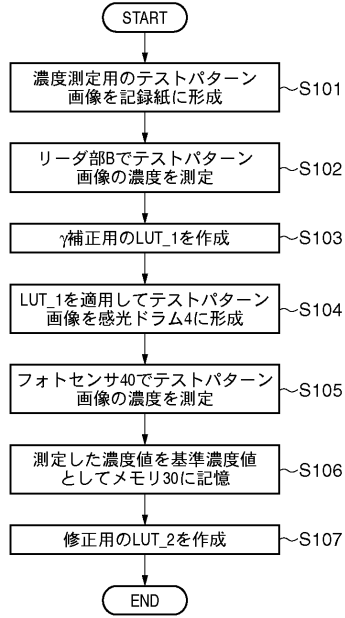 START
濃度測定用のテストパターン
画像を記録紙に形成
S101
リーダ部Bでテストパターン
画像の濃度を測定
S102
γ補正用のLUT_1を作成
S103
LUT_1を適用してテストパターン
画像を感光ドラム4に形成
S104
フォトセンサ40でテストパターン
画像の濃度を測定
S105
測定した濃度値を基準濃度値
としてメモリ30に記憶
S106
修正用のLUT_2を作成
S107
END